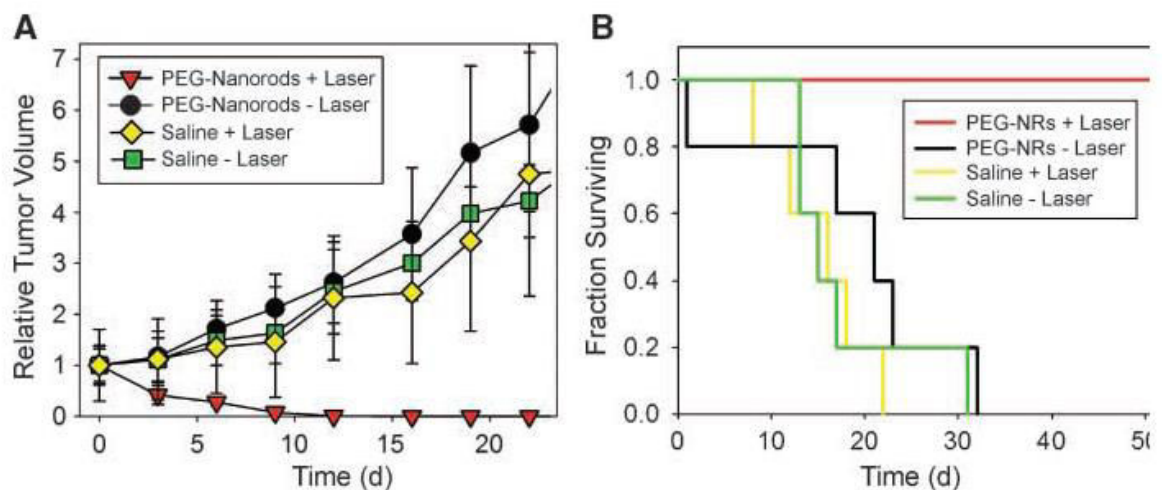 A
Relative Tumor Volume
7
6
5
4
3
2
1
0
PEG-Nanorods + Laser
PEG-Nanorods - Laser
Saline + Laser
Saline - Laser
0 5 10 15 20
Time (d)
B
Fraction Surviving
1.0
0.8
0.6
0.4
0.2
0.0
PEG-NRs + Laser
PEG-NRs - Laser
Saline + Laser
Saline - Laser
0 10 20 30 40 50
Time (d)